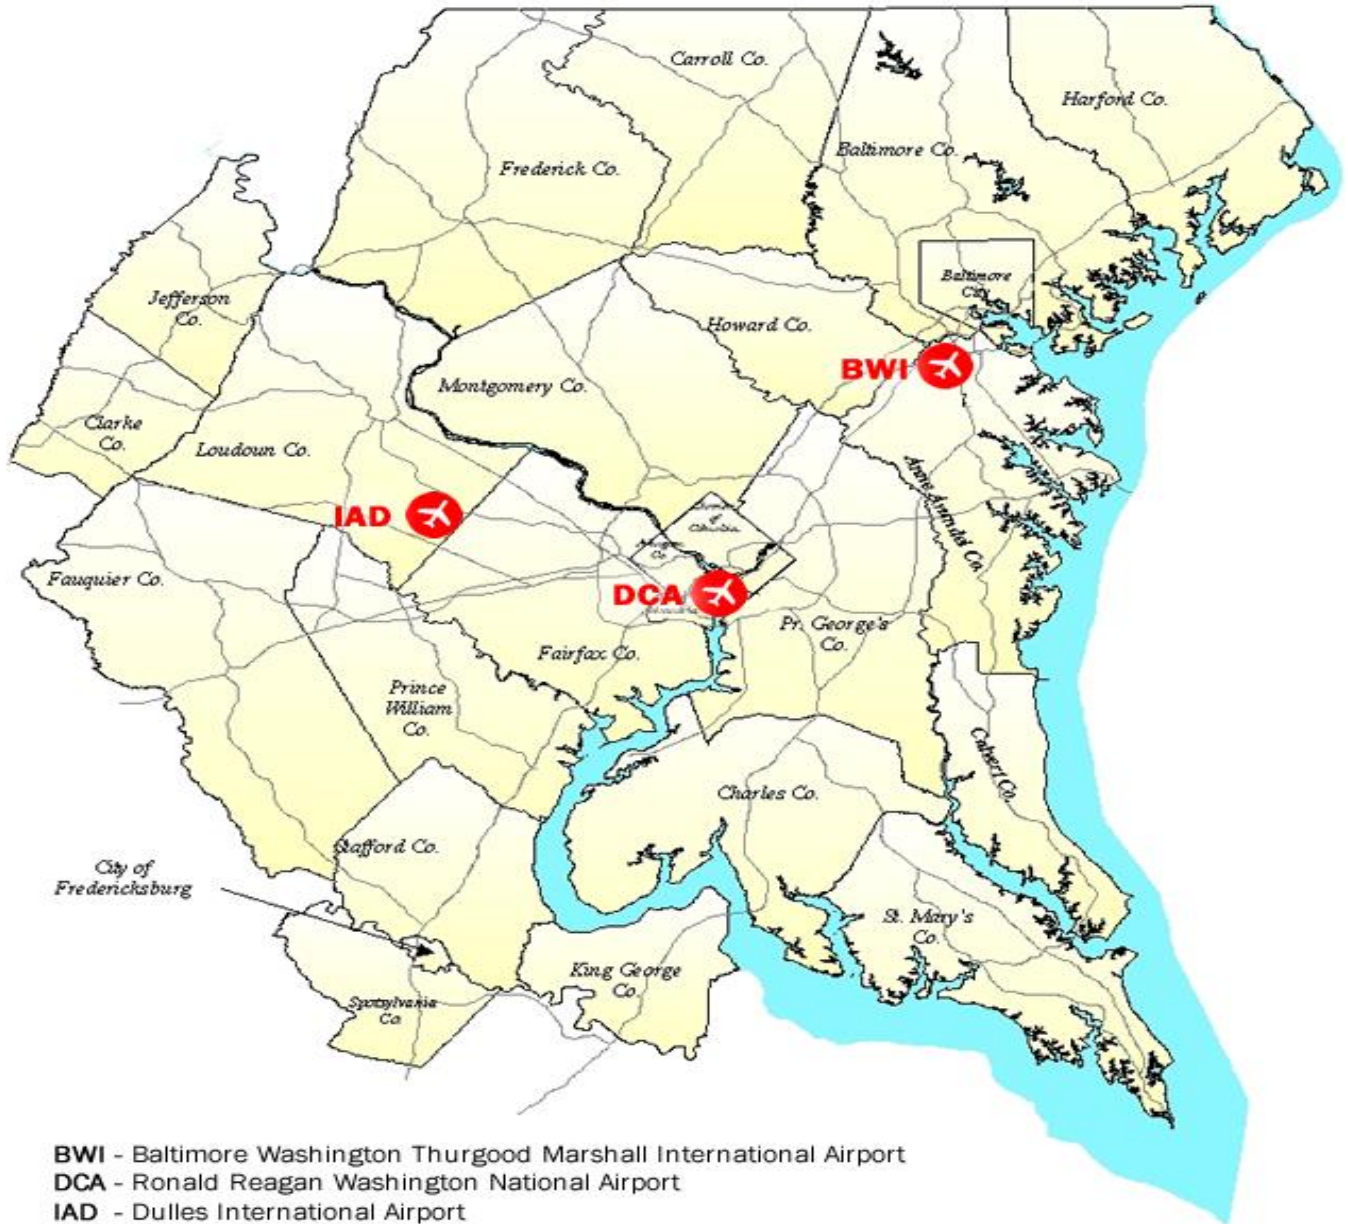 Carroll Co.
Harford Co.
Baltimore Co.
Frederick Co.
Baltimore
City
Jefferson
Co.
Howard Co.
BWI
Montgomery Co.
Clarke
Co.
Loudoun Co.
Anne Arundel Co.
IAD
Columbia
Co.
Fauquier Co.
DCA
Pr. George's
Co.
Fairfax Co.
Prince
William
Co.
Calvert Co.
Charles Co.
Stafford Co.
City of
Fredericksburg
St. Mary's
Co.
King George
Co.
Spotsylvania
Co.
BWI - Baltimore Washington Thurgood Marshall International Airport
DCA - Ronald Reagan Washington National Airport
IAD - Dulles International Airport